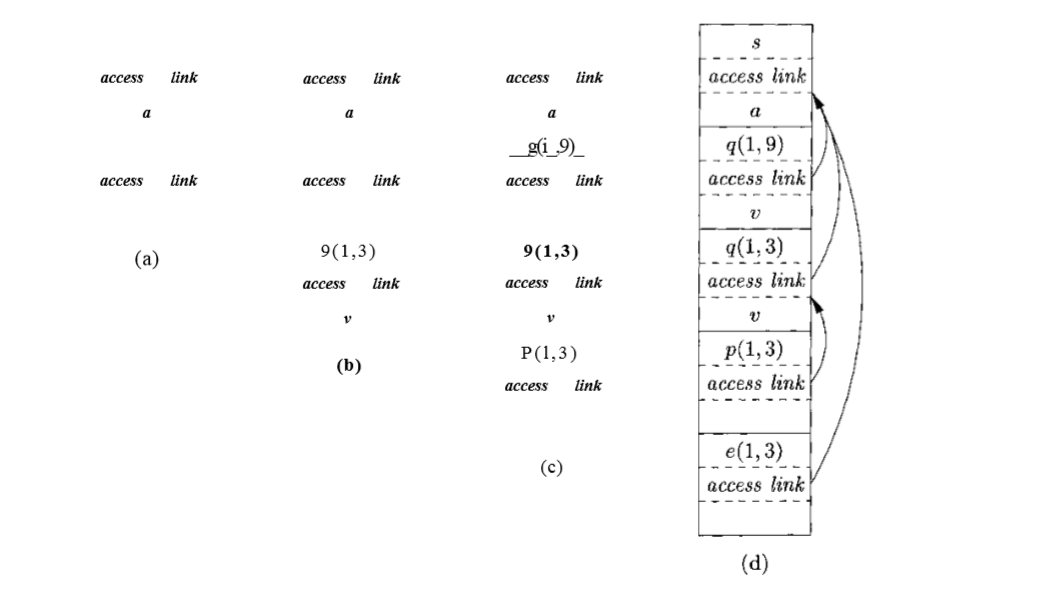 access link
a
access link
(a)
access link
a
access link
9(1,3)
access link
v
(b)
access link
a
__g(i_,9)_
access link
9(1,3)
access link
v
P(1,3)
access link
(c)
s
access link
a
q(1, 9)
access link
v
q(1, 3)
access link
v
p(1, 3)
access link
e(1, 3)
access link
(d)